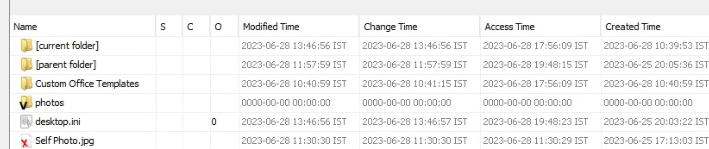 Name S C O Modified Time Change Time Access Time Created Time
[current folder] 2023-06-28 13:46:56 IST 2023-06-28 13:46:56 IST 2023-06-28 17:56:09 IST 2023-06-28 10:39:53 IST
[parent folder] 2023-06-28 11:57:59 IST 2023-06-28 11:57:59 IST 2023-06-28 19:48:15 IST 2023-06-25 20:05:36 IST
Custom Office Templates 2023-06-28 10:40:59 IST 2023-06-28 10:41:15 IST 2023-06-28 17:56:09 IST 2023-06-28 10:40:59 IST
photos 0000-00-00 00:00:00 0000-00-00 00:00:00 0000-00-00 00:00:00 0000-00-00 00:00:00
desktop.ini 0 2023-06-28 13:46:56 IST 2023-06-28 13:46:57 IST 2023-06-28 19:48:23 IST 2023-06-25 20:03:22 IST
Self Photo.jpg 2023-06-28 11:30:30 IST 2023-06-28 11:30:30 IST 2023-06-28 11:30:29 IST 2023-06-25 17:13:03 IST